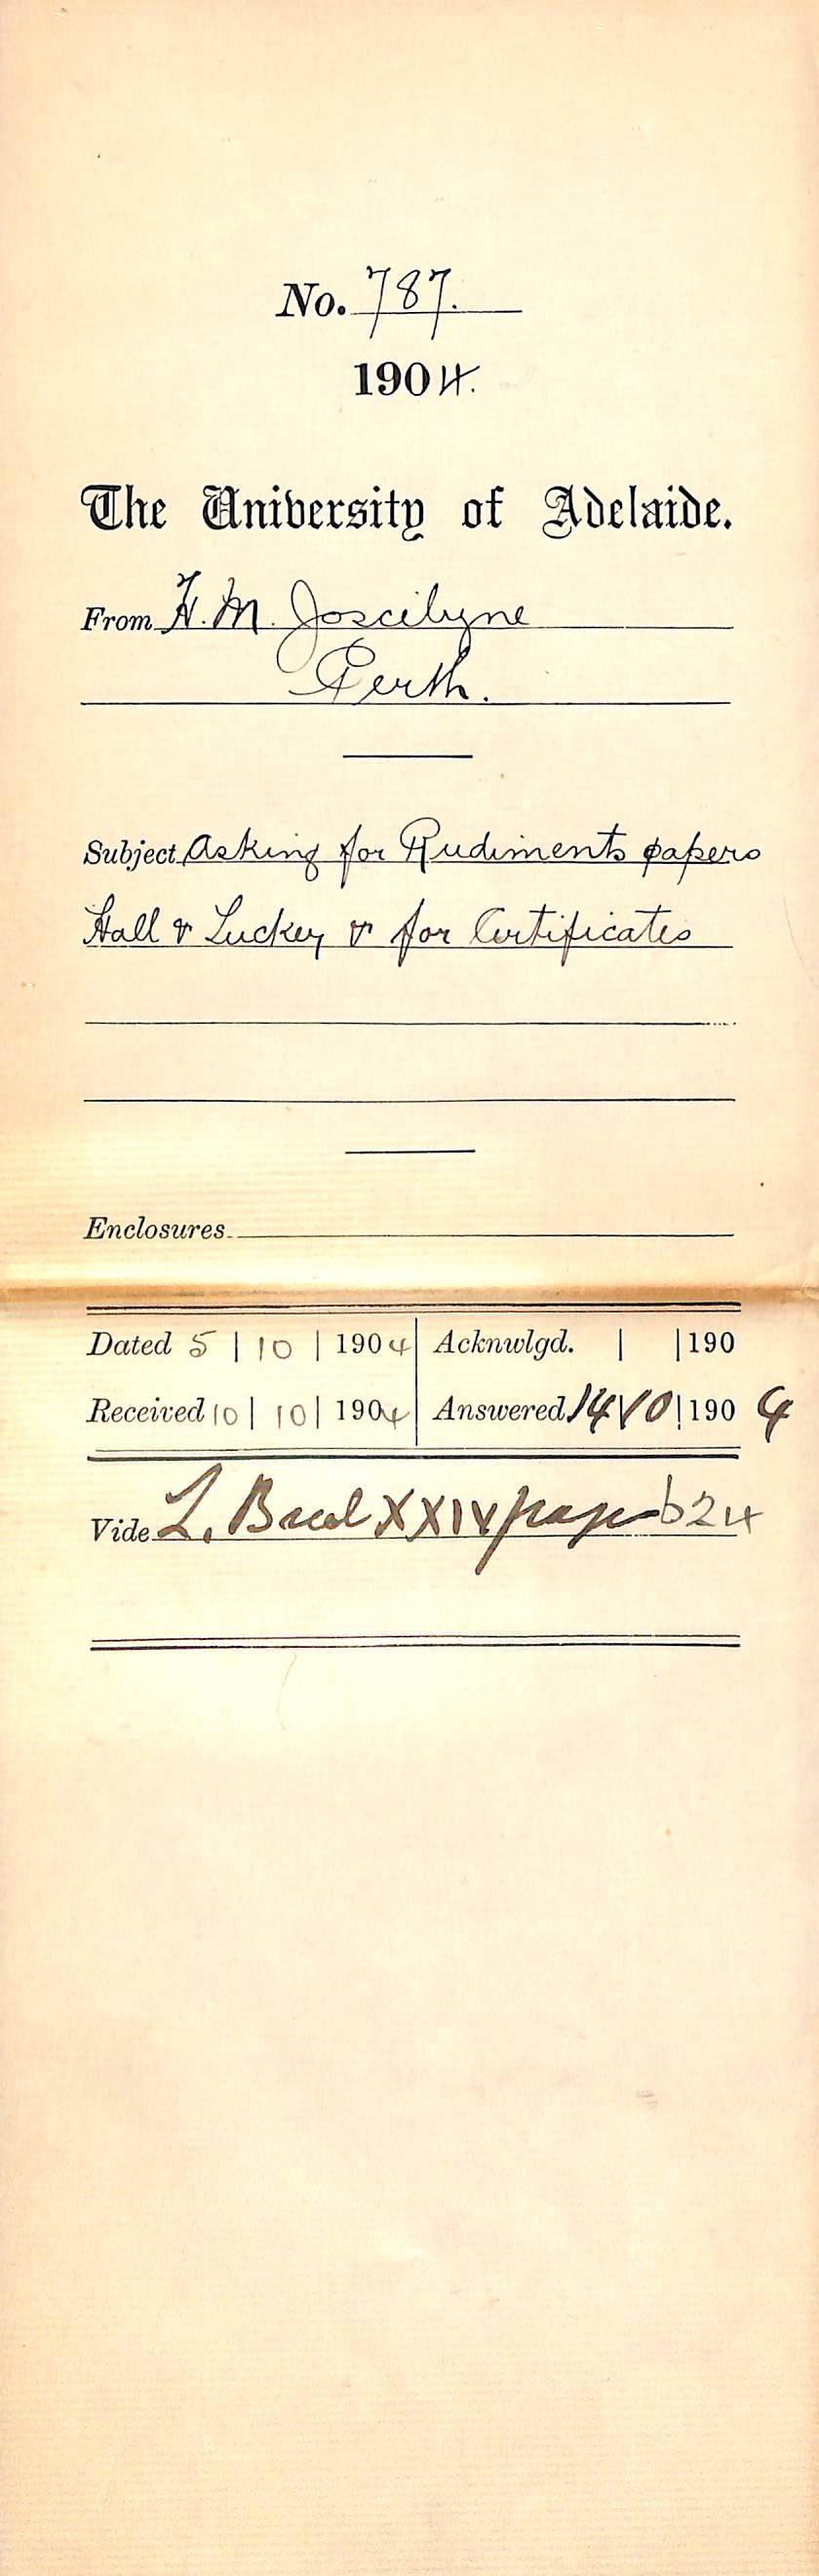 No. 787.
1904.
The University of Adelaide.
From H. M. Joscelyne
Perth.
Subject Asking for Rudiments papers
Hall & Luckey & for Certificates
Enclosures
Dated 5 | 10 | 1904 Acknwlgd. | | 190
Received 10 | 10 | 1904 Answered 14 | 10 | 1904
Vide L. Book XXIV page 624